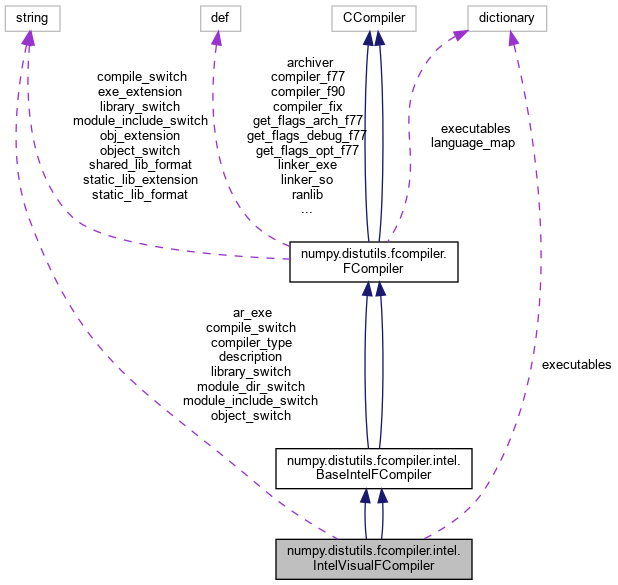 string
def
CCompiler
dictionary
compile_switch
exe_extension
library_switch
module_include_switch
obj_extension
object_switch
shared_lib_format
static_lib_extension
static_lib_format
archiver
compiler_f77
compiler_f90
compiler_fix
get_flags_arch_f77
get_flags_debug_f77
get_flags_opt_f77
linker_exe
linker_so
ranlib
...
executables
language_map
numpy.distutils.fcompiler.
FCompiler
ar_exe
compile_switch
compiler_type
description
library_switch
module_dir_switch
module_include_switch
object_switch
executables
numpy.distutils.fcompiler.intel.
BaseIntelFCompiler
numpy.distutils.fcompiler.intel.
IntelVisualFCompiler